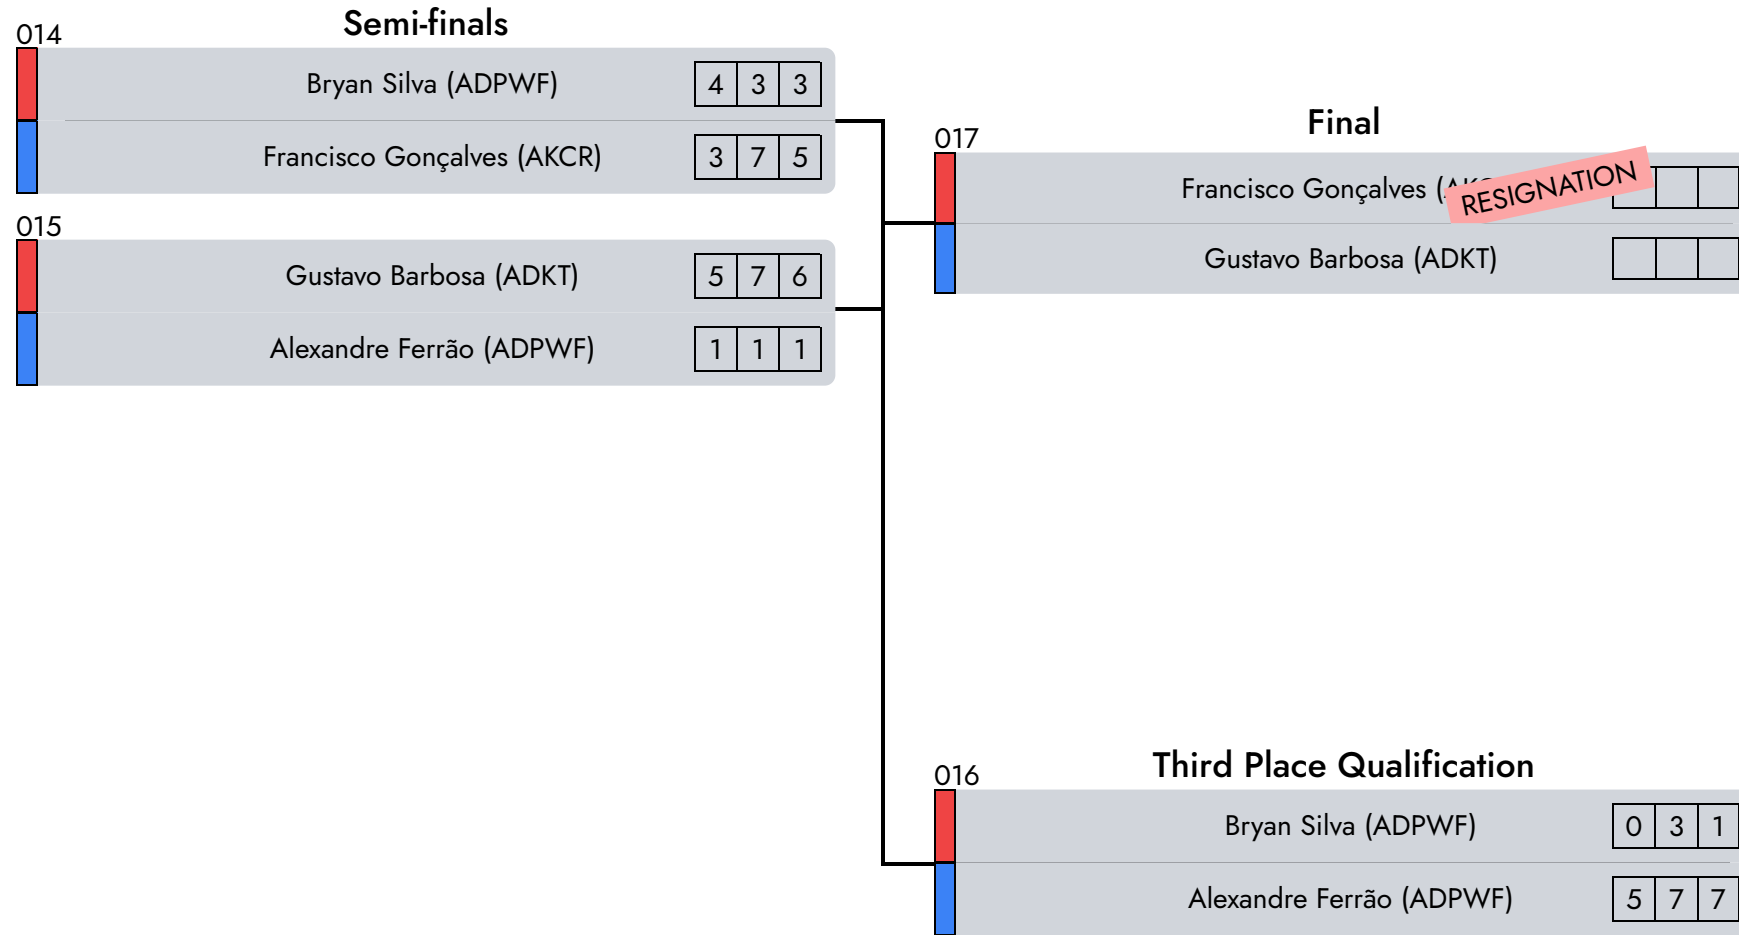 Semi-finals
014
Bryan Silva (ADPWF) 4 3 3
Francisco Gonçalves (AKCR) 3 7 5
015
Gustavo Barbosa (ADKT) 5 7 6
Alexandre Ferrão (ADPWF) 1 1 1
Final
017
Francisco Gonçalves
RESIGNATION
Gustavo Barbosa (ADKT)
Third Place Qualification
016
Bryan Silva (ADPWF) 0 3 1
Alexandre Ferrão (ADPWF) 5 7 7